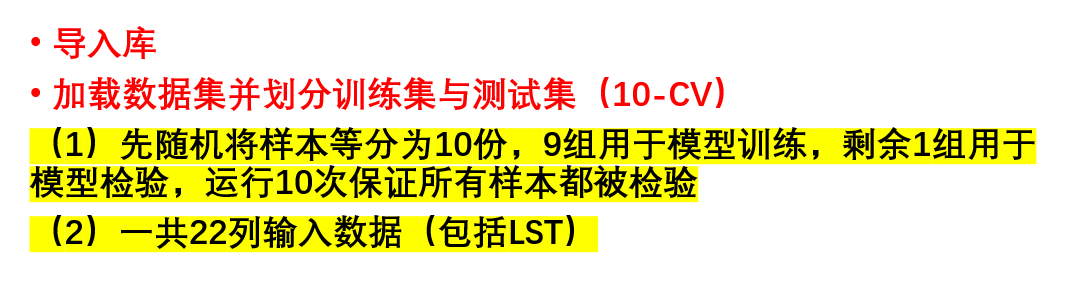 • 导入库
• 加载数据集并划分训练集与测试集（10-CV）
（1）先随机将样本等分为10份，9组用于模型训练，剩余1组用于
模型检验，运行10次保证所有样本都被检验
（2）一共22列输入数据（包括LST）